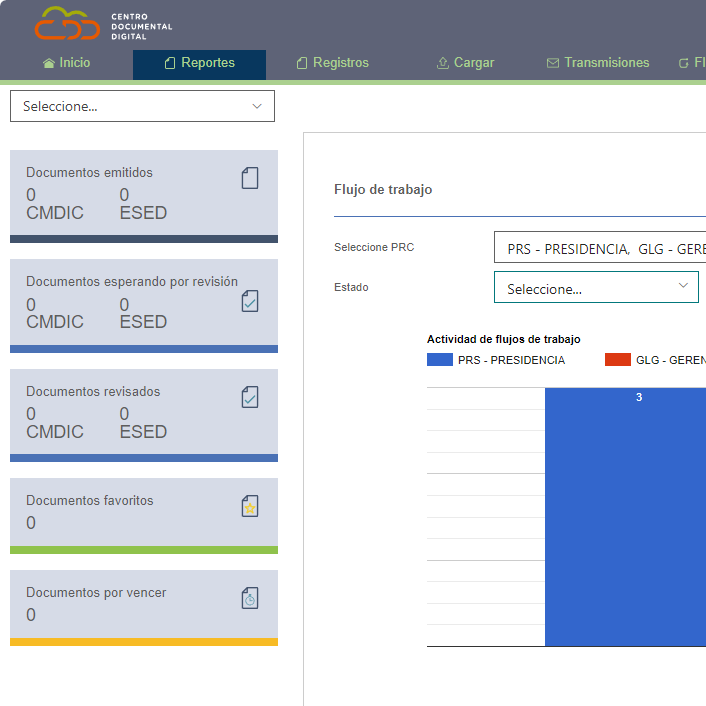 CENTRO
DOCUMENTAL
DIGITAL
Inicio Reportes Registros Cargar Transmisiones
Seleccione...
Documentos emitidos
0 0
CMDIC ESED
Documentos esperando por revisión
0 0
CMDIC ESED
Documentos revisados
0 0
CMDIC ESED
Documentos favoritos
0
Documentos por vencer
0
Flujo de trabajo
Seleccione PRC PRS - PRESIDENCIA, GLG - GERE
Estado Seleccione...
Actividad de flujos de trabajo
PRS - PRESIDENCIA GLG - GEREN
3